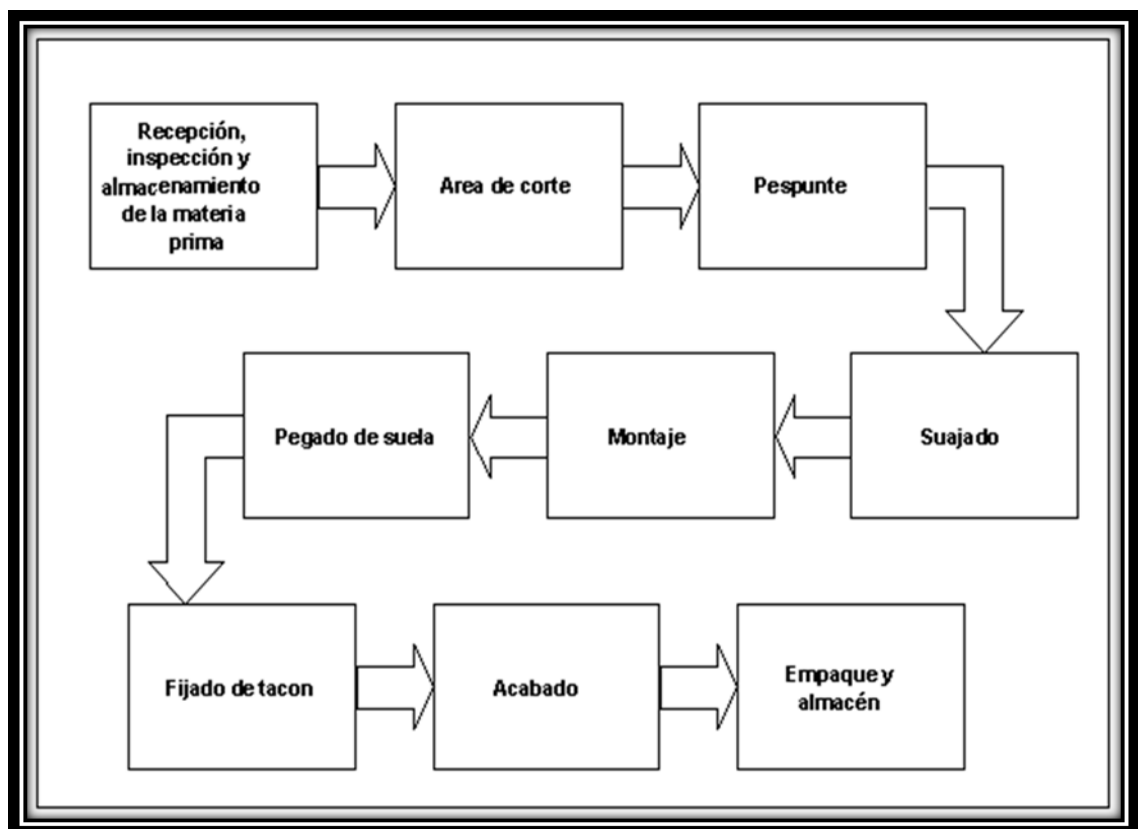 Recepción,
inspección y
almacenamiento
de la materia
prima
Area de corte
Pespunte
Suajado
Montaje
Pegado de suela
Fijado de tacon
Acabado
Empaque y
almacén